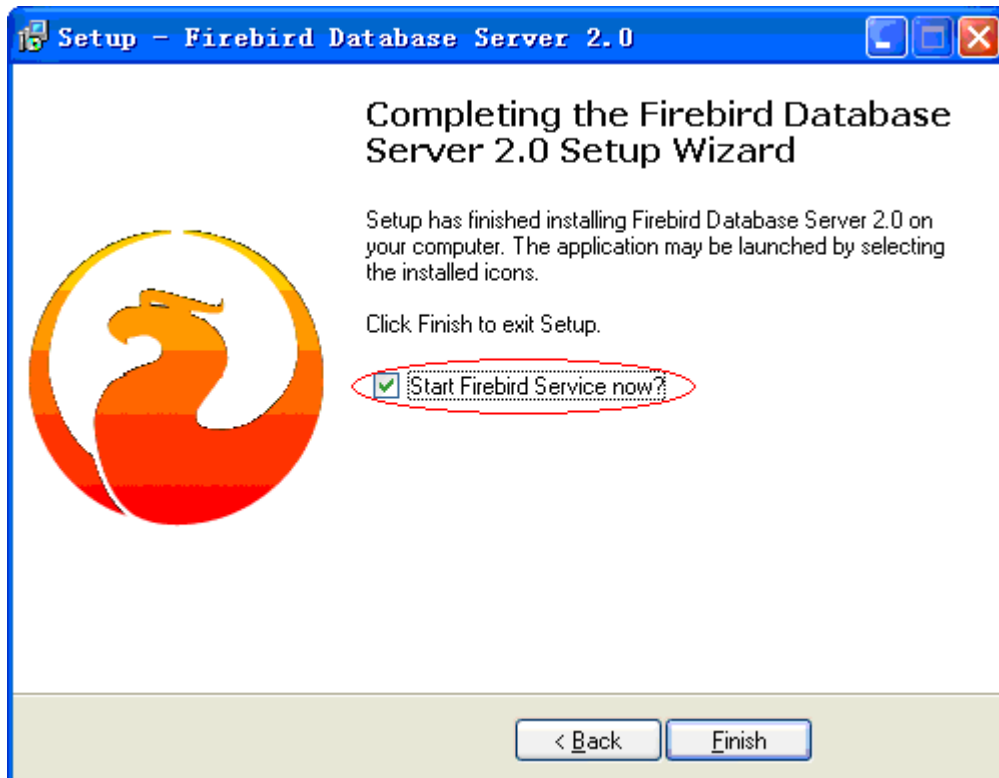 Setup - Firebird Database Server 2.0
Completing the Firebird Database
Server 2.0 Setup Wizard
Setup has finished installing Firebird Database Server 2.0 on
your computer. The application may be launched by selecting
the installed icons.
Click Finish to exit Setup.
Start Firebird Service now?
< Back
Finish